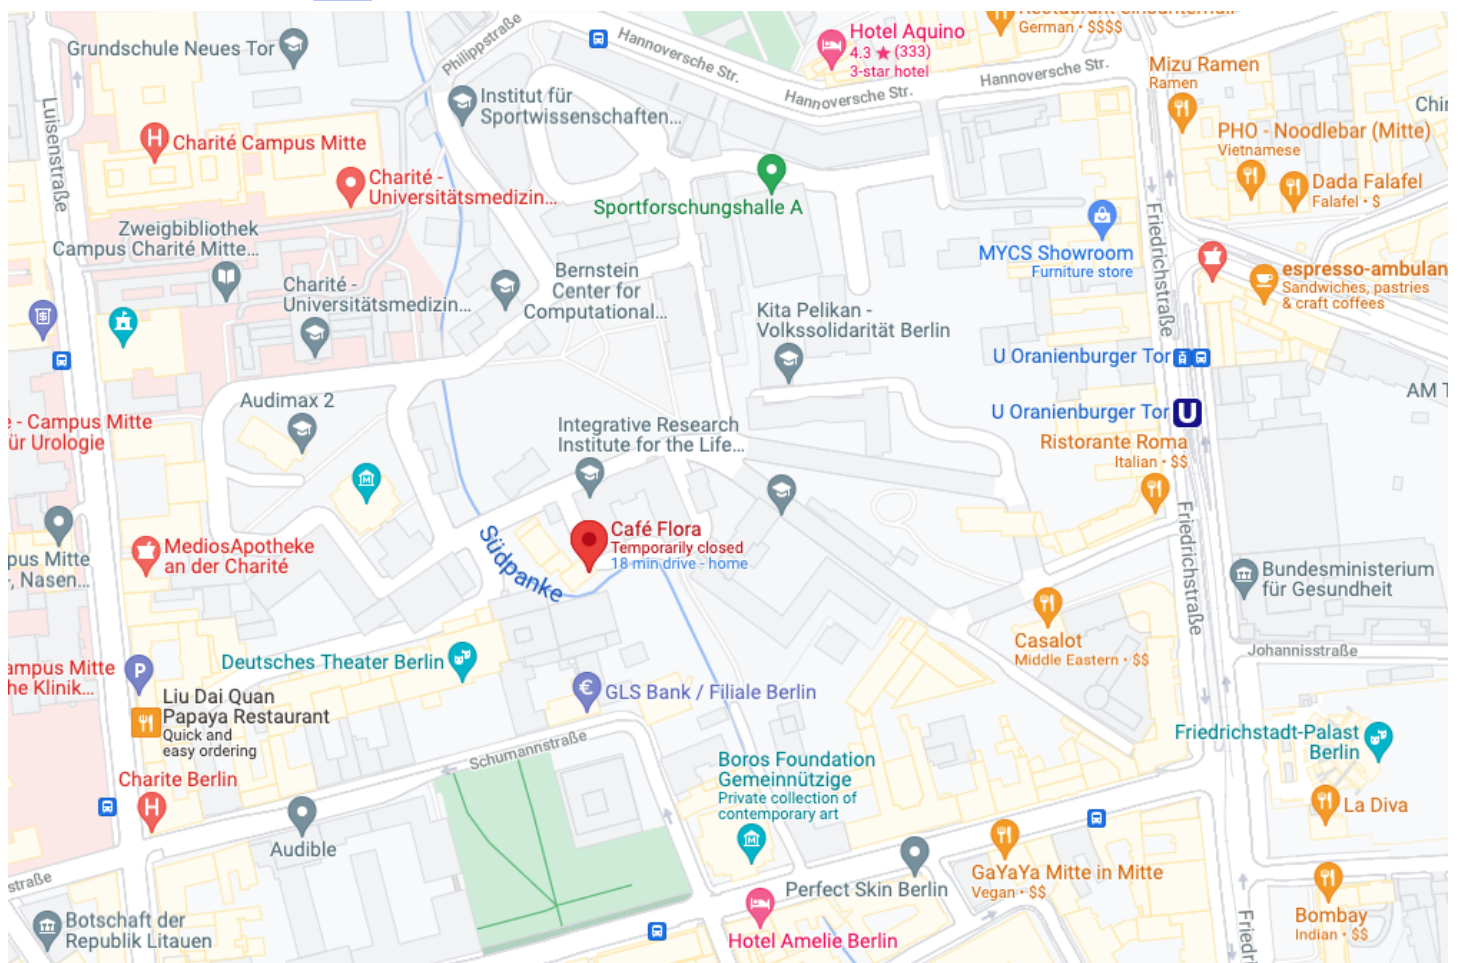 Restaurant
German • $$$$
Hotel Aquino
4.3 ★ (333)
3-star hotel
Grundschule Neues Tor
Philippstraße
Hannoversche Str.
Hannoversche Str.
Hannoversche Str.
Mizu Ramen
Ramen
Institut für
Sportwissenschaften...
Luisenstraße
Charité Campus Mitte
PHO - Noodlebar (Mitte)
Vietnamese
Charité -
Universitätsmedizin...
Dada Falafel
Falafel • $
Sportforschungshalle A
Friedrichstraße
Zweigbibliothek
Campus Charité Mitte...
MYCS Showroom
Furniture store
espresso-ambulan
Sandwiches, pastries
& craft coffees
Charité -
Universitätsmedizin...
Bernstein
Center for
Computational...
Kita Pelikan -
Volkssolidarität Berlin
U Oranienburger Tor
AM T
Audimax 2
U Oranienburger Tor
U
e - Campus Mitte
ür Urologie
Integrative Research
Institute for the Life...
Ristorante Roma
Italian • $$
Café Flora
Temporarily closed
18 min drive - home
Südpanke
Friedrichstraße
MediosApotheke
an der Charité
pus Mitte
, Nasen...
Bundesministerium
für Gesundheit
Casalot
Middle Eastern • $$
Johannisstraße
Deutsches Theater Berlin
ampus Mitte
he Klinik...
P
Liu Dai Quan
Papaya Restaurant
Quick and
easy ordering
GLS Bank / Filiale Berlin
Schumannstraße
Friedrichstadt-Palast
Berlin
Boros Foundation
Gemeinnützige
Private collection of
contemporary art
Charite Berlin
H
La Diva
Audible
GaYaYa Mitte in Mitte
Vegan • $$
Perfect Skin Berlin
straße
Botschaft der
Republik Litauen
Hotel Amelie Berlin
Bombay
Indian • $$
Friedri